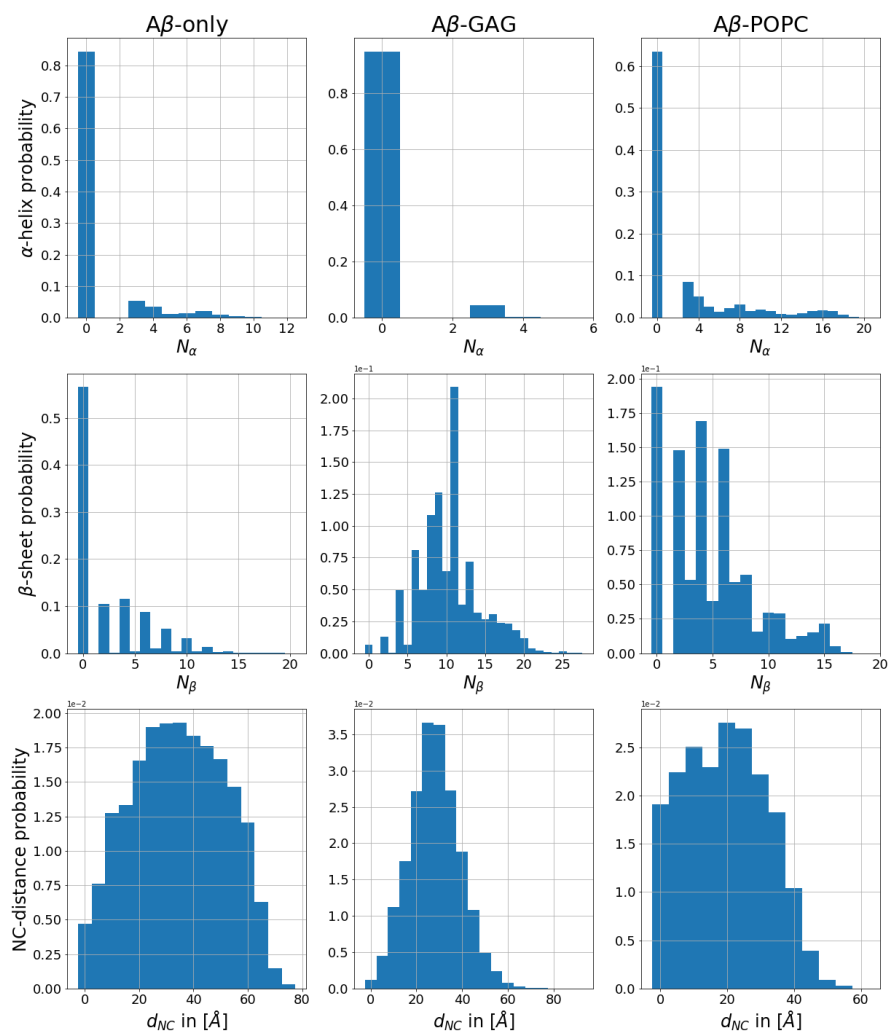 Aβ-only Aβ-GAG Aβ-POPC
α-helix probability
0.8
0.7
0.6
0.5
0.4
0.3
0.2
0.1
0.0
0 2 4 6 8 10 12
Nα
0.8
0.6
0.4
0.2
0.0
0 2 4 6
Nα
0.6
0.5
0.4
0.3
0.2
0.1
0.0
0 4 8 12 16 20
Nα
β-sheet probability
0.5
0.4
0.3
0.2
0.1
0.0
0 5 10 15 20
Nβ
1e−1
2.00
1.75
1.50
1.25
1.00
0.75
0.50
0.25
0.00
0 5 10 15 20 25
Nβ
1e−1
2.00
1.75
1.50
1.25
1.00
0.75
0.50
0.25
0.00
0 5 10 15 20
Nβ
NC-distance probability
1e−2
2.00
1.75
1.50
1.25
1.00
0.75
0.50
0.25
0.00
0 20 40 60 80
dNC in [Å]
1e−2
3.5
3.0
2.5
2.0
1.5
1.0
0.5
0.0
0 20 40 60 80
dNC in [Å]
1e−2
2.5
2.0
1.5
1.0
0.5
0.0
0 20 40 60
dNC in [Å]